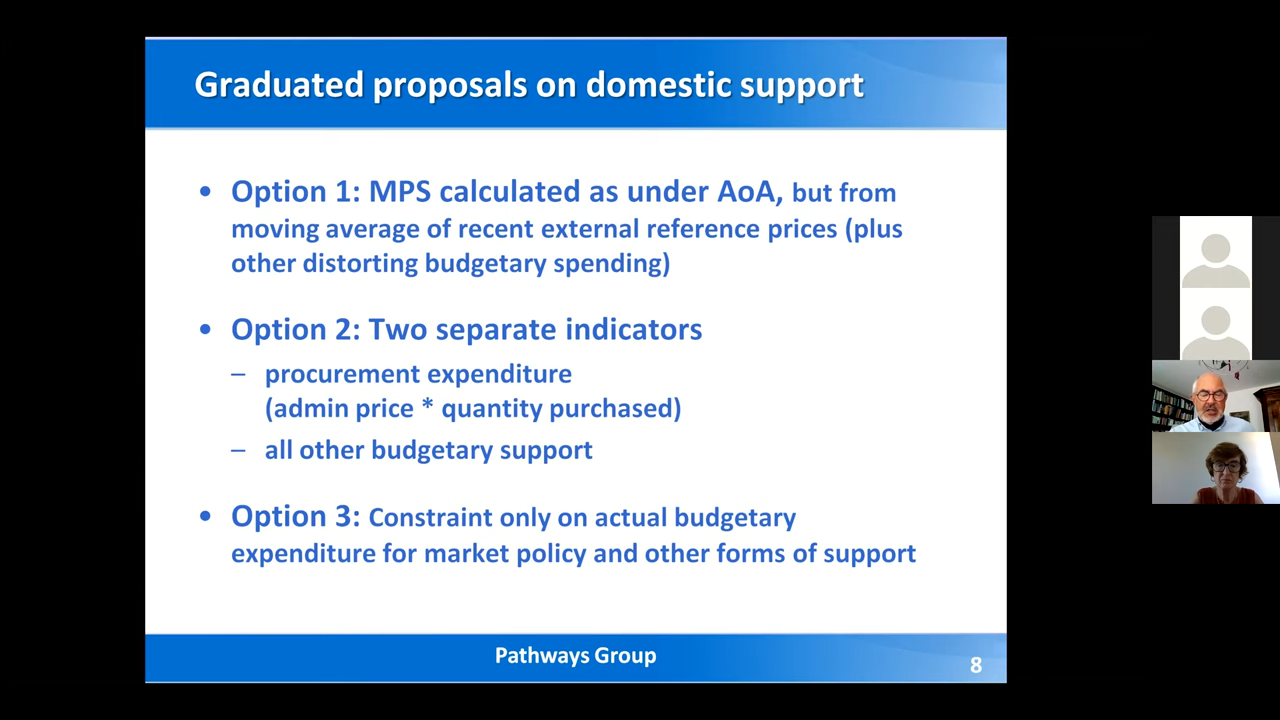 Graduated proposals on domestic support
• Option 1: MPS calculated as under AoA, but from
moving average of recent external reference prices (plus
other distorting budgetary spending)
• Option 2: Two separate indicators
– procurement expenditure
(admin price * quantity purchased)
– all other budgetary support
• Option 3: Constraint only on actual budgetary
expenditure for market policy and other forms of support
Pathways Group
8